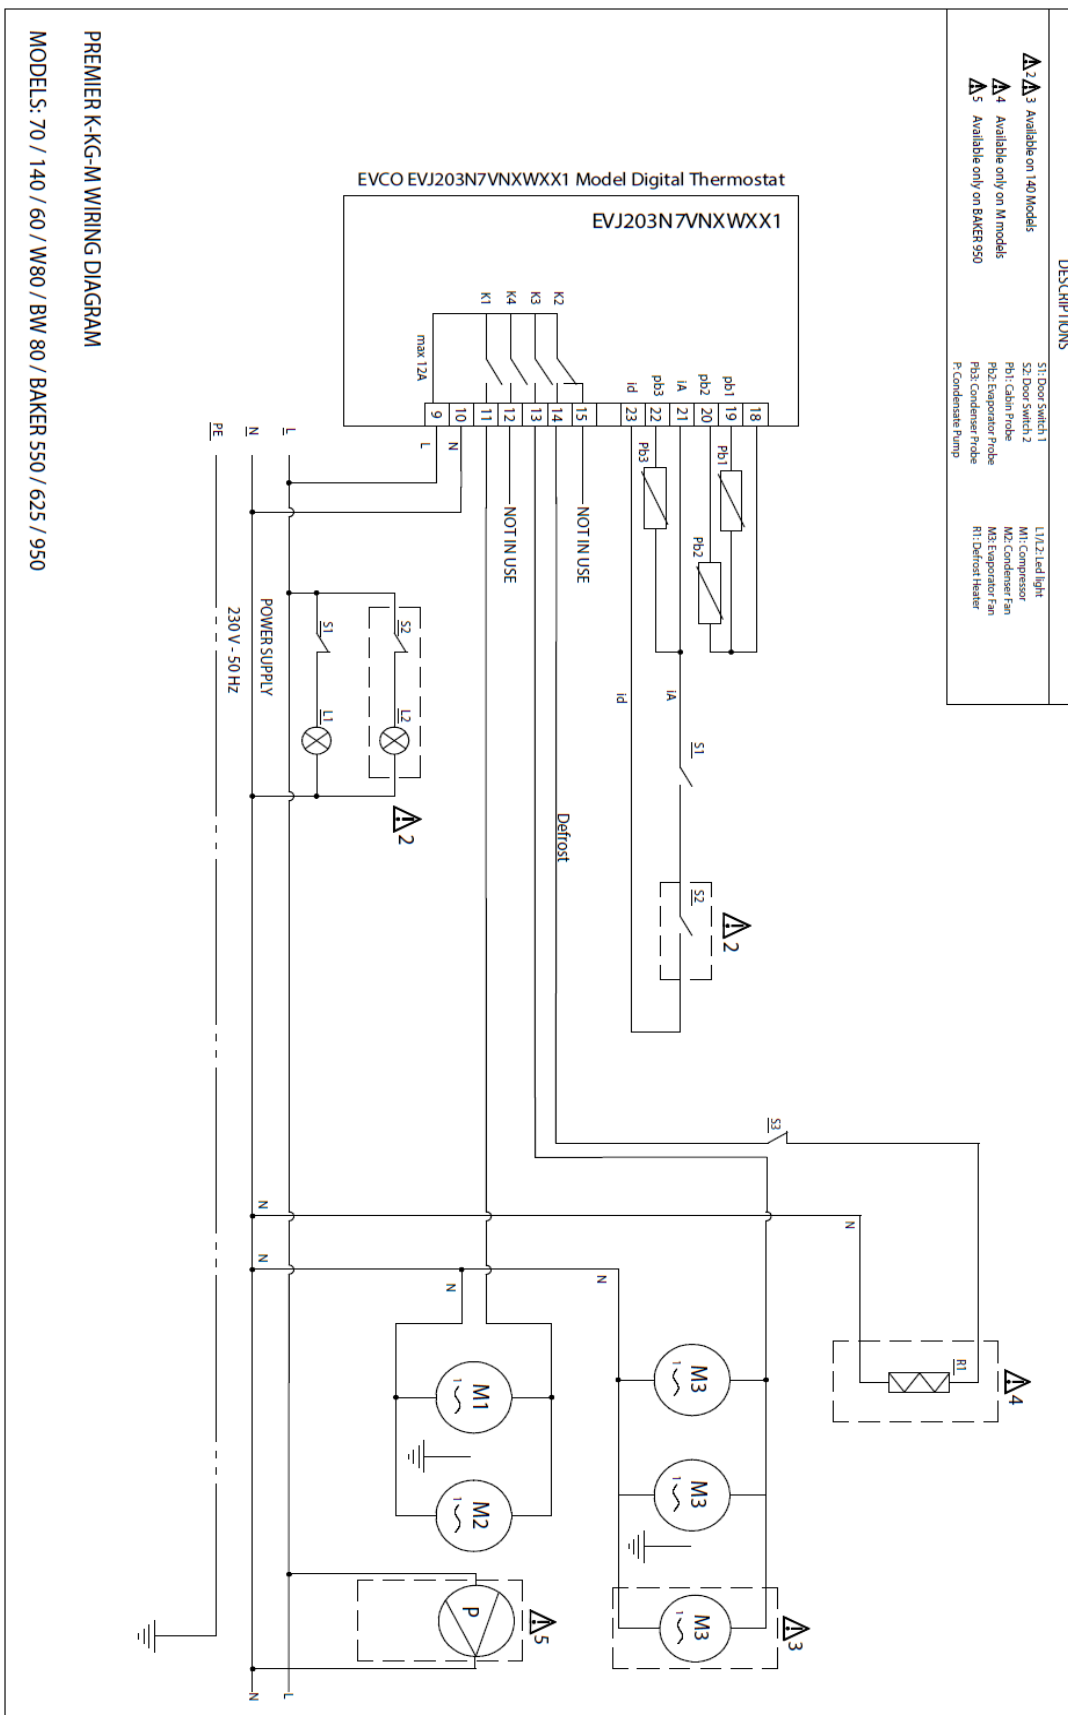 DESCRIPTIONS
2 3 Available on 140 Models
4 Available only on M models
5 Available only on BAKER 950
S1: Door Switch 1
S2: Door Switch 2
Pb1: Cabin Probe
Pb2: Evaporator Probe
Pb3: Condenser Probe
P: Condensate Pump
L1/L2: Led light
M1: Compressor
M2: Condenser Fan
M3: Evaporator Fan
R1: Defrost Heater
EVCO EVJ203N7VNXWXX1 Model Digital Thermostat
EVJ203N7VNXWXX1
K1 K4 K3 K2
max 12A
id pb3 iA pb2 pb1
9 10 11 12 13 14 15 23 22 21 20 19 18
L N
Pb3 Pb1
Pb2
NOT IN USE
NOT IN USE
PE N L
POWER SUPPLY
230 V - 50 Hz
S1 S2
L1 L2
2
id iA
S1
S2
2
Defrost
S3
N N
N N N
R1
4
M3
1
M1
1
M3
1
M2
1
M3
1
3
P
5
N L
PREMIER K-KG-M WIRING DIAGRAM
MODELS: 70 / 140 / 60 / W80 / BW 80 / BAKER 550 / 625 / 950